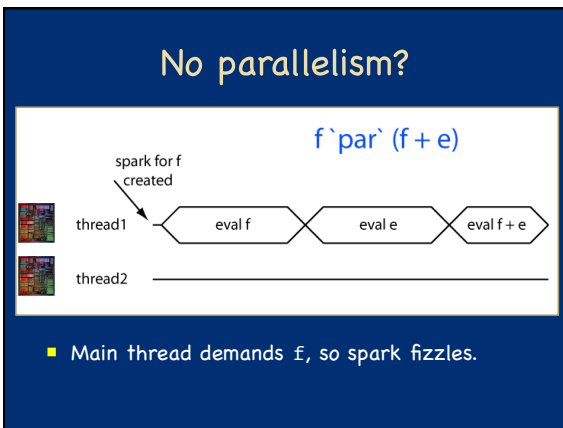 No parallelism?
f `par` (f + e)
spark for f
created
thread1
eval f
eval e
eval f + e
thread2
Main thread demands f, so spark fizzles.